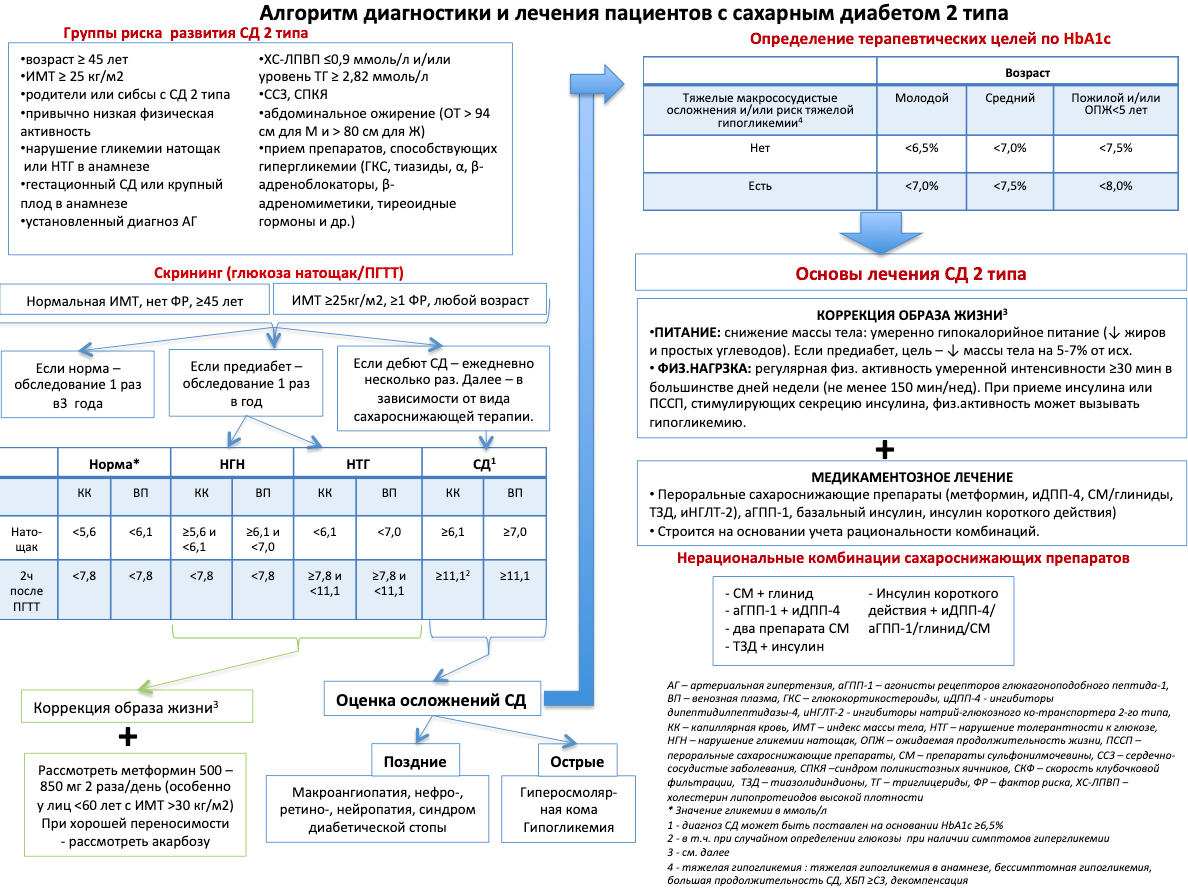 Алгоритм диагностики и лечения пациентов с сахарным диабетом 2 типа
Группы риска развития СД 2 типа
•возраст ≥ 45 лет
•ИМТ ≥ 25 кг/м2
•родители или сибсы с СД 2 типа
•привычно низкая физическая
активность
•нарушение гликемии натощак
или НТГ в анамнезе
•гестационный СД или крупный
плод в анамнезе
•установленный диагноз АГ
•ХС-ЛПВП ≤0,9 ммоль/л и/или
уровень ТГ ≥ 2,82 ммоль/л
•ССЗ, СПКЯ
•абдоминальное ожирение (ОТ > 94
см для М и > 80 см для Ж)
•прием препаратов, способствующих
гипергликемии (ГКС, тиазиды, α, β-
адреноблокаторы, β-
адреномиметики, тиреоидные
гормоны и др.)
Скрининг (глюкоза натощак/ПГТТ)
Нормальная ИМТ, нет ФР, ≥45 лет
ИМТ ≥25кг/м2, ≥1 ФР, любой возраст
Если норма –
обследование 1 раз
в3 года
Если предиабет –
обследование 1 раз
в год
Если дебют СД – ежедневно
несколько раз. Далее – в
зависимости от вида
сахароснижающей терапии.
Норма* НГН НТГ СД1
КК ВП КК ВП КК ВП КК ВП
Нато-
щак
<5,6 <6,1 ≥5,6 и
<6,1 ≥6,1 и
<7,0 <6,1 <7,0 ≥6,1 ≥7,0
2ч
после
ПГТТ
<7,8 <7,8 <7,8 <7,8 ≥7,8 и
<11,1 ≥7,8 и
<11,1 ≥11,12 ≥11,1
Коррекция образа жизни3
+
Рассмотреть метформин 500 –
850 мг 2 раза/день (особенно
у лиц <60 лет с ИМТ >30 кг/м2)
При хорошей переносимости
- рассмотреть акарбозу
Оценка осложнений СД
Поздние
Макроангиопатия, нефро-,
ретино-, нейропатия, синдром
диабетической стопы
Острые
Гиперосмоляр-
ная кома
Гипогликемия
Определение терапевтических целей по HbA1c
Возраст
Тяжелые макрососудистые
осложнения и/или риск тяжелой
гипогликемии4
Молодой Средний Пожилой и/или
ОПЖ<5 лет
Нет <6,5% <7,0% <7,5%
Есть <7,0% <7,5% <8,0%
Основы лечения СД 2 типа
КОРРЕКЦИЯ ОБРАЗА ЖИЗНИ3
•ПИТАНИЕ: снижение массы тела: умеренно гипокалорийное питание (↓ жиров
и простых углеводов). Если предиабет, цель – ↓ массы тела на 5-7% от исх.
• ФИЗ.НАГРЗКА: регулярная физ. активность умеренной интенсивности ≥30 мин в
большинстве дней недели (не менее 150 мин/нед). При приеме инсулина или
ПССП, стимулирующих секрецию инсулина, физ.активность может вызывать
гипогликемию.
+
МЕДИКАМЕНТОЗНОЕ ЛЕЧЕНИЕ
• Пероральные сахароснижающие препараты (метформин, иДПП-4, СМ/глиниды,
ТЗД, иНГЛТ-2), аГПП-1, базальный инсулин, инсулин короткого действия)
• Строится на основании учета рациональности комбинаций.
Нерациональные комбинации сахароснижающих препаратов
- СМ + глинид
- аГПП-1 + иДПП-4
- два препарата СМ
- ТЗД + инсулин
- Инсулин короткого
действия + иДПП-4/
аГПП-1/глинид/СМ
АГ – артериальная гипертензия, аГПП-1 – агонисты рецепторов глюкагоноподобного пептида-1,
ВП – венозная плазма, ГКС – глюкокортикостероиды, иДПП-4 - ингибиторы
дипептидилпептидазы-4, иНГЛТ-2 - ингибиторы натрий-глюкозного ко-транспортера 2-го типа,
КК – капиллярная кровь, ИМТ – индекс массы тела, НТГ – нарушение толерантности к глюкозе,
НГН – нарушение гликемии натощак, ОПЖ – ожидаемая продолжительность жизни, ПССП –
пероральные сахароснижающие препараты, СМ – препараты сульфонилмочевины, ССЗ – сердечно-
сосудистые заболевания, СПКЯ –синдром поликистозных яичников, СКФ – скорость клубочковой
фильтрации, ТЗД – тиазолидиндионы, ТГ – триглицериды, ФР – фактор риска, ХС-ЛПВП –
холестерин липопротеидов высокой плотности
* Значение гликемии в ммоль/л
1 - диагноз СД может быть поставлен на основании HbA1c ≥6,5%
2 - в т.ч. при случайном определении глюкозы при наличии симптомов гипергликемии
3 - см. далее
4 - тяжелая гипогликемия : тяжелая гипогликемия в анамнезе, бессимптомная гипогликемия,
большая продолжительность СД, ХБП ≥С3, декомпенсация